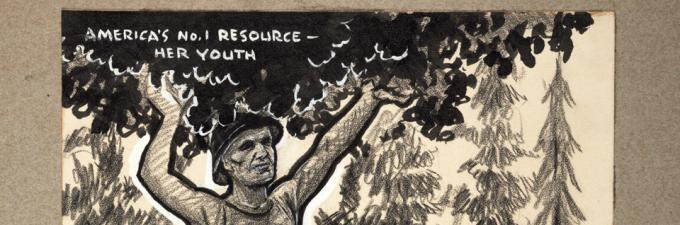 AMERICA'S NO.1 RESOURCE –
HER YOUTH